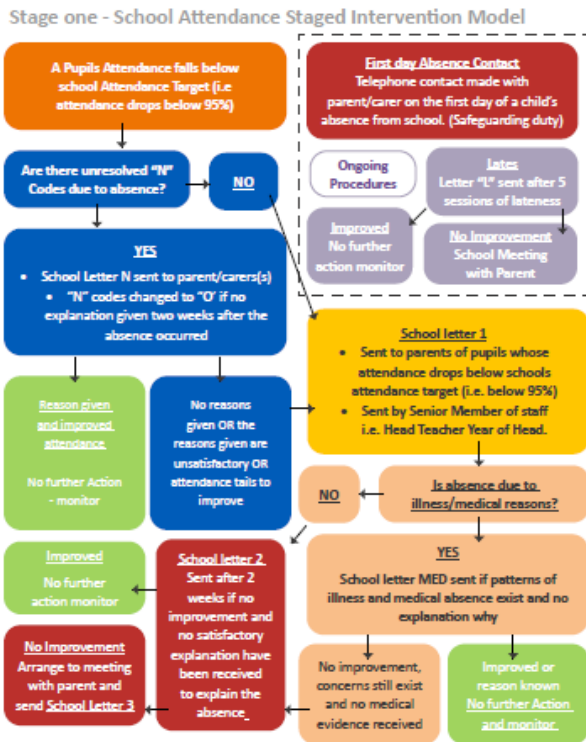 Stage one - School Attendance Staged Intervention Model
A Pupils Attendance falls below
school Attendance Target (i.e
attendance drops below 95%)
First day Absence Contact
Telephone contact made with
parent/carer on the first day of a child's
absence from school. (Safeguarding duty)
Are there unresolved "N"
Codes due to absence?
NO
Ongoing
Procedures
Lates
Letter "L" sent after 5
sessions of lateness
Improved
No further
action monitor
No Improvement
School Meeting
with Parent
YES
• School Letter N sent to parent/carers(s)
• "N" codes changed to "O' if no
explanation given two weeks after the
absence occurred
School letter 1
• Sent to parents of pupils whose
attendance drops below schools
attendance target (i.e. below 95%)
• Sent by Senior Member of staff
i.e. Head Teacher Year of Head.
Reason given
and improved
attendance
No further Action
- monitor
No reasons
given OR the
reasons given are
unsatisfactory OR
attendance tails to
improve
NO
Is absence due to
illness/medical reasons?
YES
School letter MED sent if patterns of
illness and medical absence exist and no
explanation why
Improved
No further
action monitor
School letter 2
Sent after 2
weeks if no
improvement and
no satisfactory
explanation have
been received
to explain the
absence
No Improvement
Arrange to meeting
with parent and
send School Letter 3
No improvement,
concerns still exist
and no medical
evidence received
Improved or
reason known
No further Action
and monitor